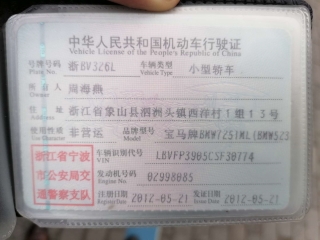 中华人民共和国机动车行驶证
Vehicle License of the People's Republic of China
号牌号码 浙BV326L 车辆类型 小型轿车
Plate No. Vehicle Type
所有人 周海燕
Owner
住址 浙江省象山县泗洲头镇西洋村1组13号
Address
使用性质 非营运 品牌型号 宝马牌BMW7251ML(BMW523
Use Character Model
浙江省宁波市公安局交通警察支队
车辆识别代号 LBVFP3905CSF30774
VIN
发动机号码 02998085
Engine No.
注册日期 2012-05-21 发证日期 2012-05-21
Register Date Issue Date